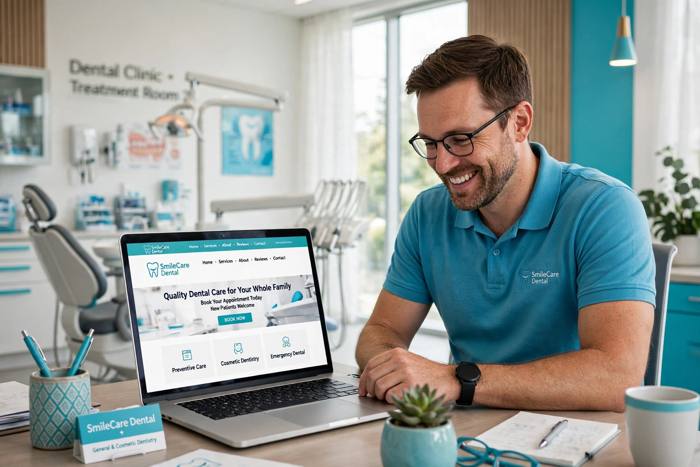 Dental Clinic +
Treatment Room
SmileCare
Dental
Home Services About Reviews Contact
SmileCare
Dental
Home • Services • About • Reviews • Contact
Quality Dental Care for Your Whole Family
Book Your Appointment Today
New Patients Welcome
BOOK NOW
Preventive Care
Cosmetic Dentistry
Emergency Dental
SmileCare
Dental
SmileCare Dental
+
General & Cosmetic Dentistry